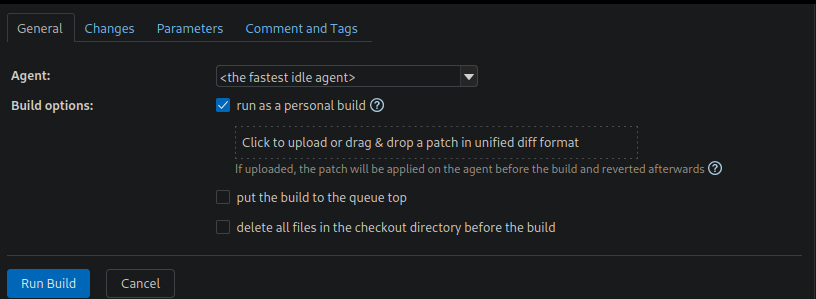 General Changes Parameters Comment and Tags
Agent: <the fastest idle agent>
Build options: run as a personal build ?
Click to upload or drag & drop a patch in unified diff format
If uploaded, the patch will be applied on the agent before the build and reverted afterwards ?
put the build to the queue top
delete all files in the checkout directory before the build
Run Build Cancel